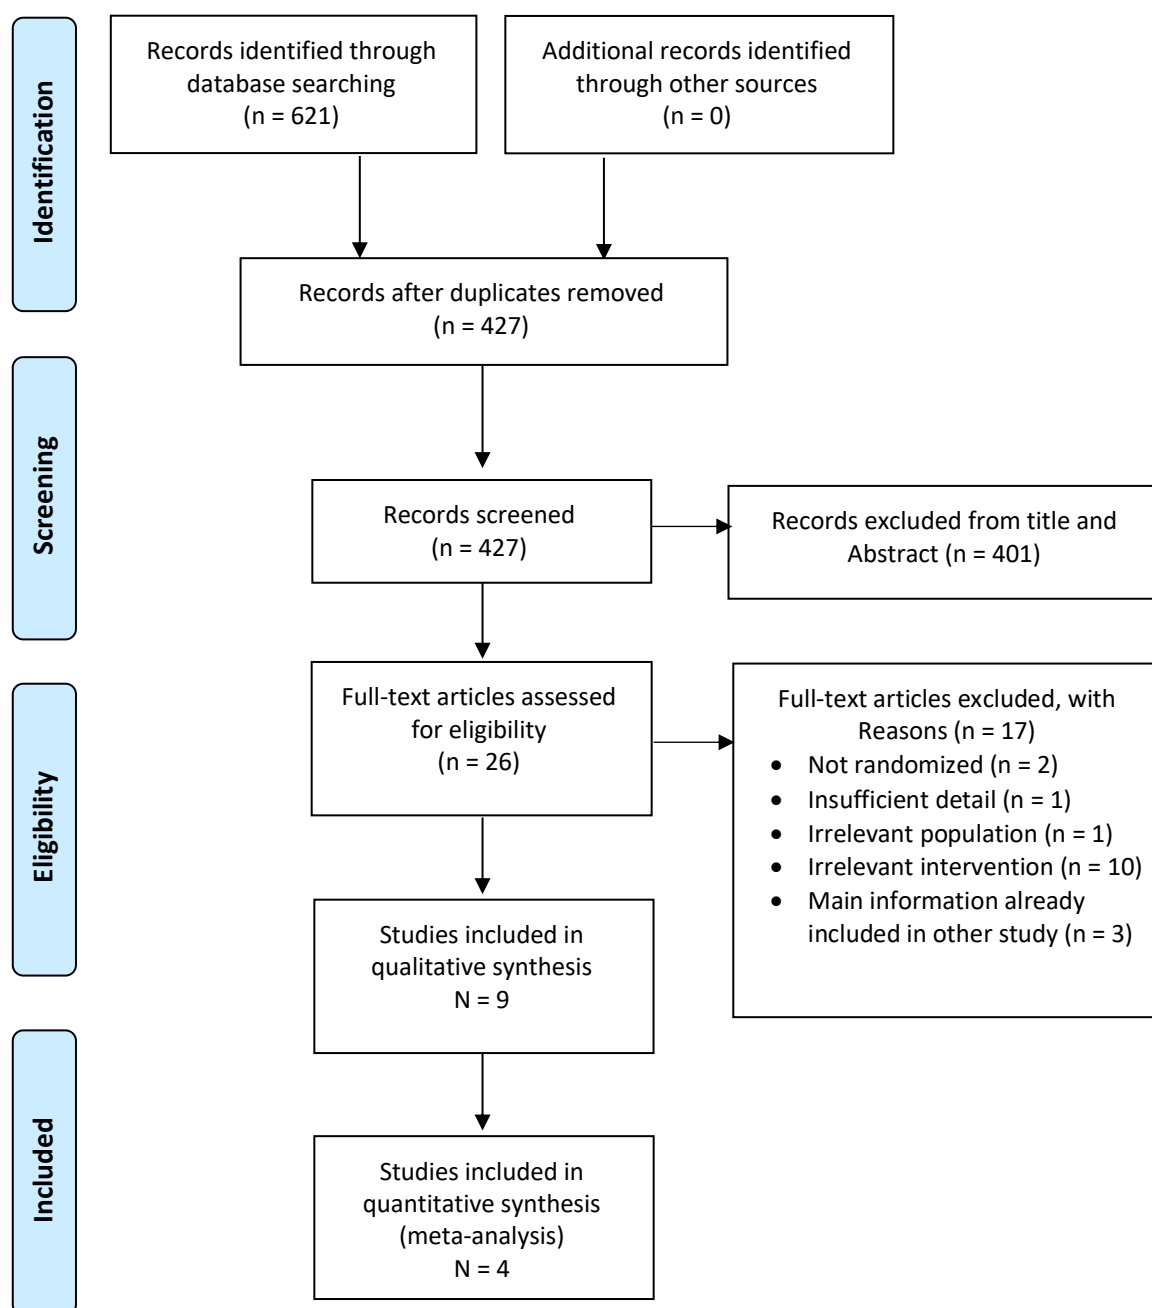 Identification
Records identified through
database searching
(n = 621)
Additional records identified
through other sources
(n = 0)
Records after duplicates removed
(n = 427)
Screening
Records screened
(n = 427)
Records excluded from title and
Abstract (n = 401)
Eligibility
Full-text articles assessed
for eligibility
(n = 26)
Full-text articles excluded, with
Reasons (n = 17)
• Not randomized (n = 2)
• Insufficient detail (n = 1)
• Irrelevant population (n = 1)
• Irrelevant intervention (n = 10)
• Main information already
included in other study (n = 3)
Studies included in
qualitative synthesis
N = 9
Included
Studies included in
quantitative synthesis
(meta-analysis)
N = 4